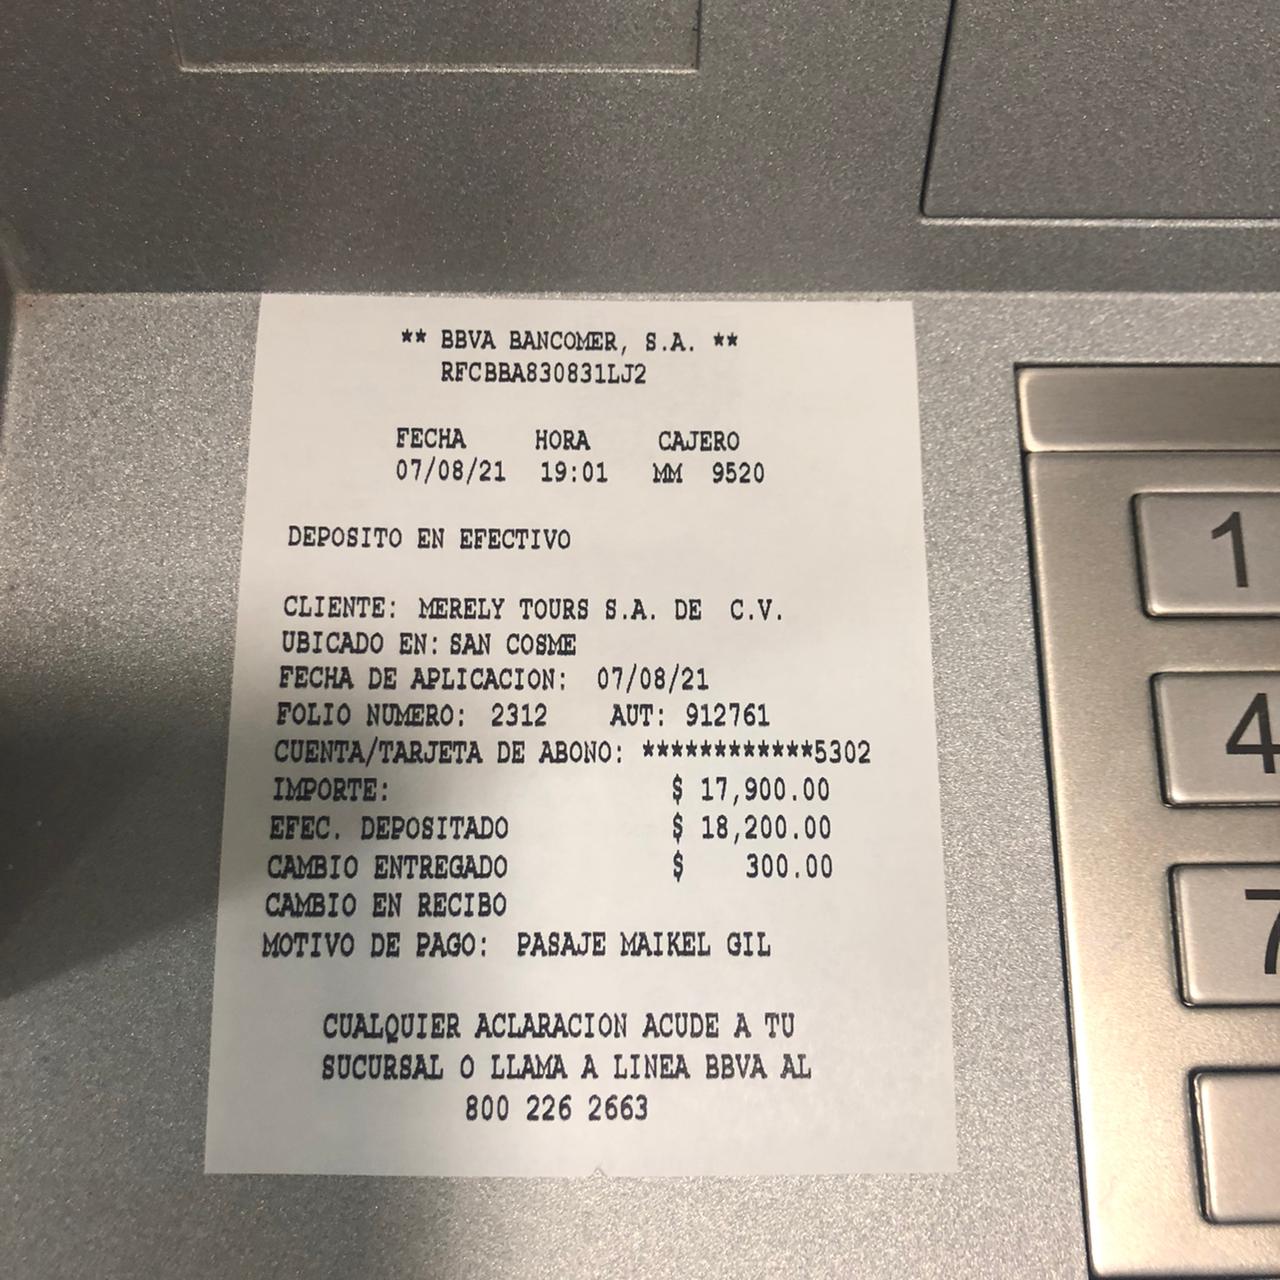 ** BBVA BANCOMER, S.A. **
RFCBBA830831LJ2
FECHA HORA CAJERO
07/08/21 19:01 MM 9520
DEPOSITO EN EFECTIVO
CLIENTE: MERELY TOURS S.A. DE C.V.
UBICADO EN: SAN COSME
FECHA DE APLICACION: 07/08/21
FOLIO NUMERO: 2312 AUT: 912761
CUENTA/TARJETA DE ABONO: ************5302
IMPORTE: $ 17,900.00
EFEC. DEPOSITADO $ 18,200.00
CAMBIO ENTREGADO $ 300.00
CAMBIO EN RECIBO
MOTIVO DE PAGO: PASAJE MAIKEL GIL
CUALQUIER ACLARACION ACUDE A TU
SUCURSAL O LLAMA A LINEA BBVA AL
800 226 2663
1
4
7